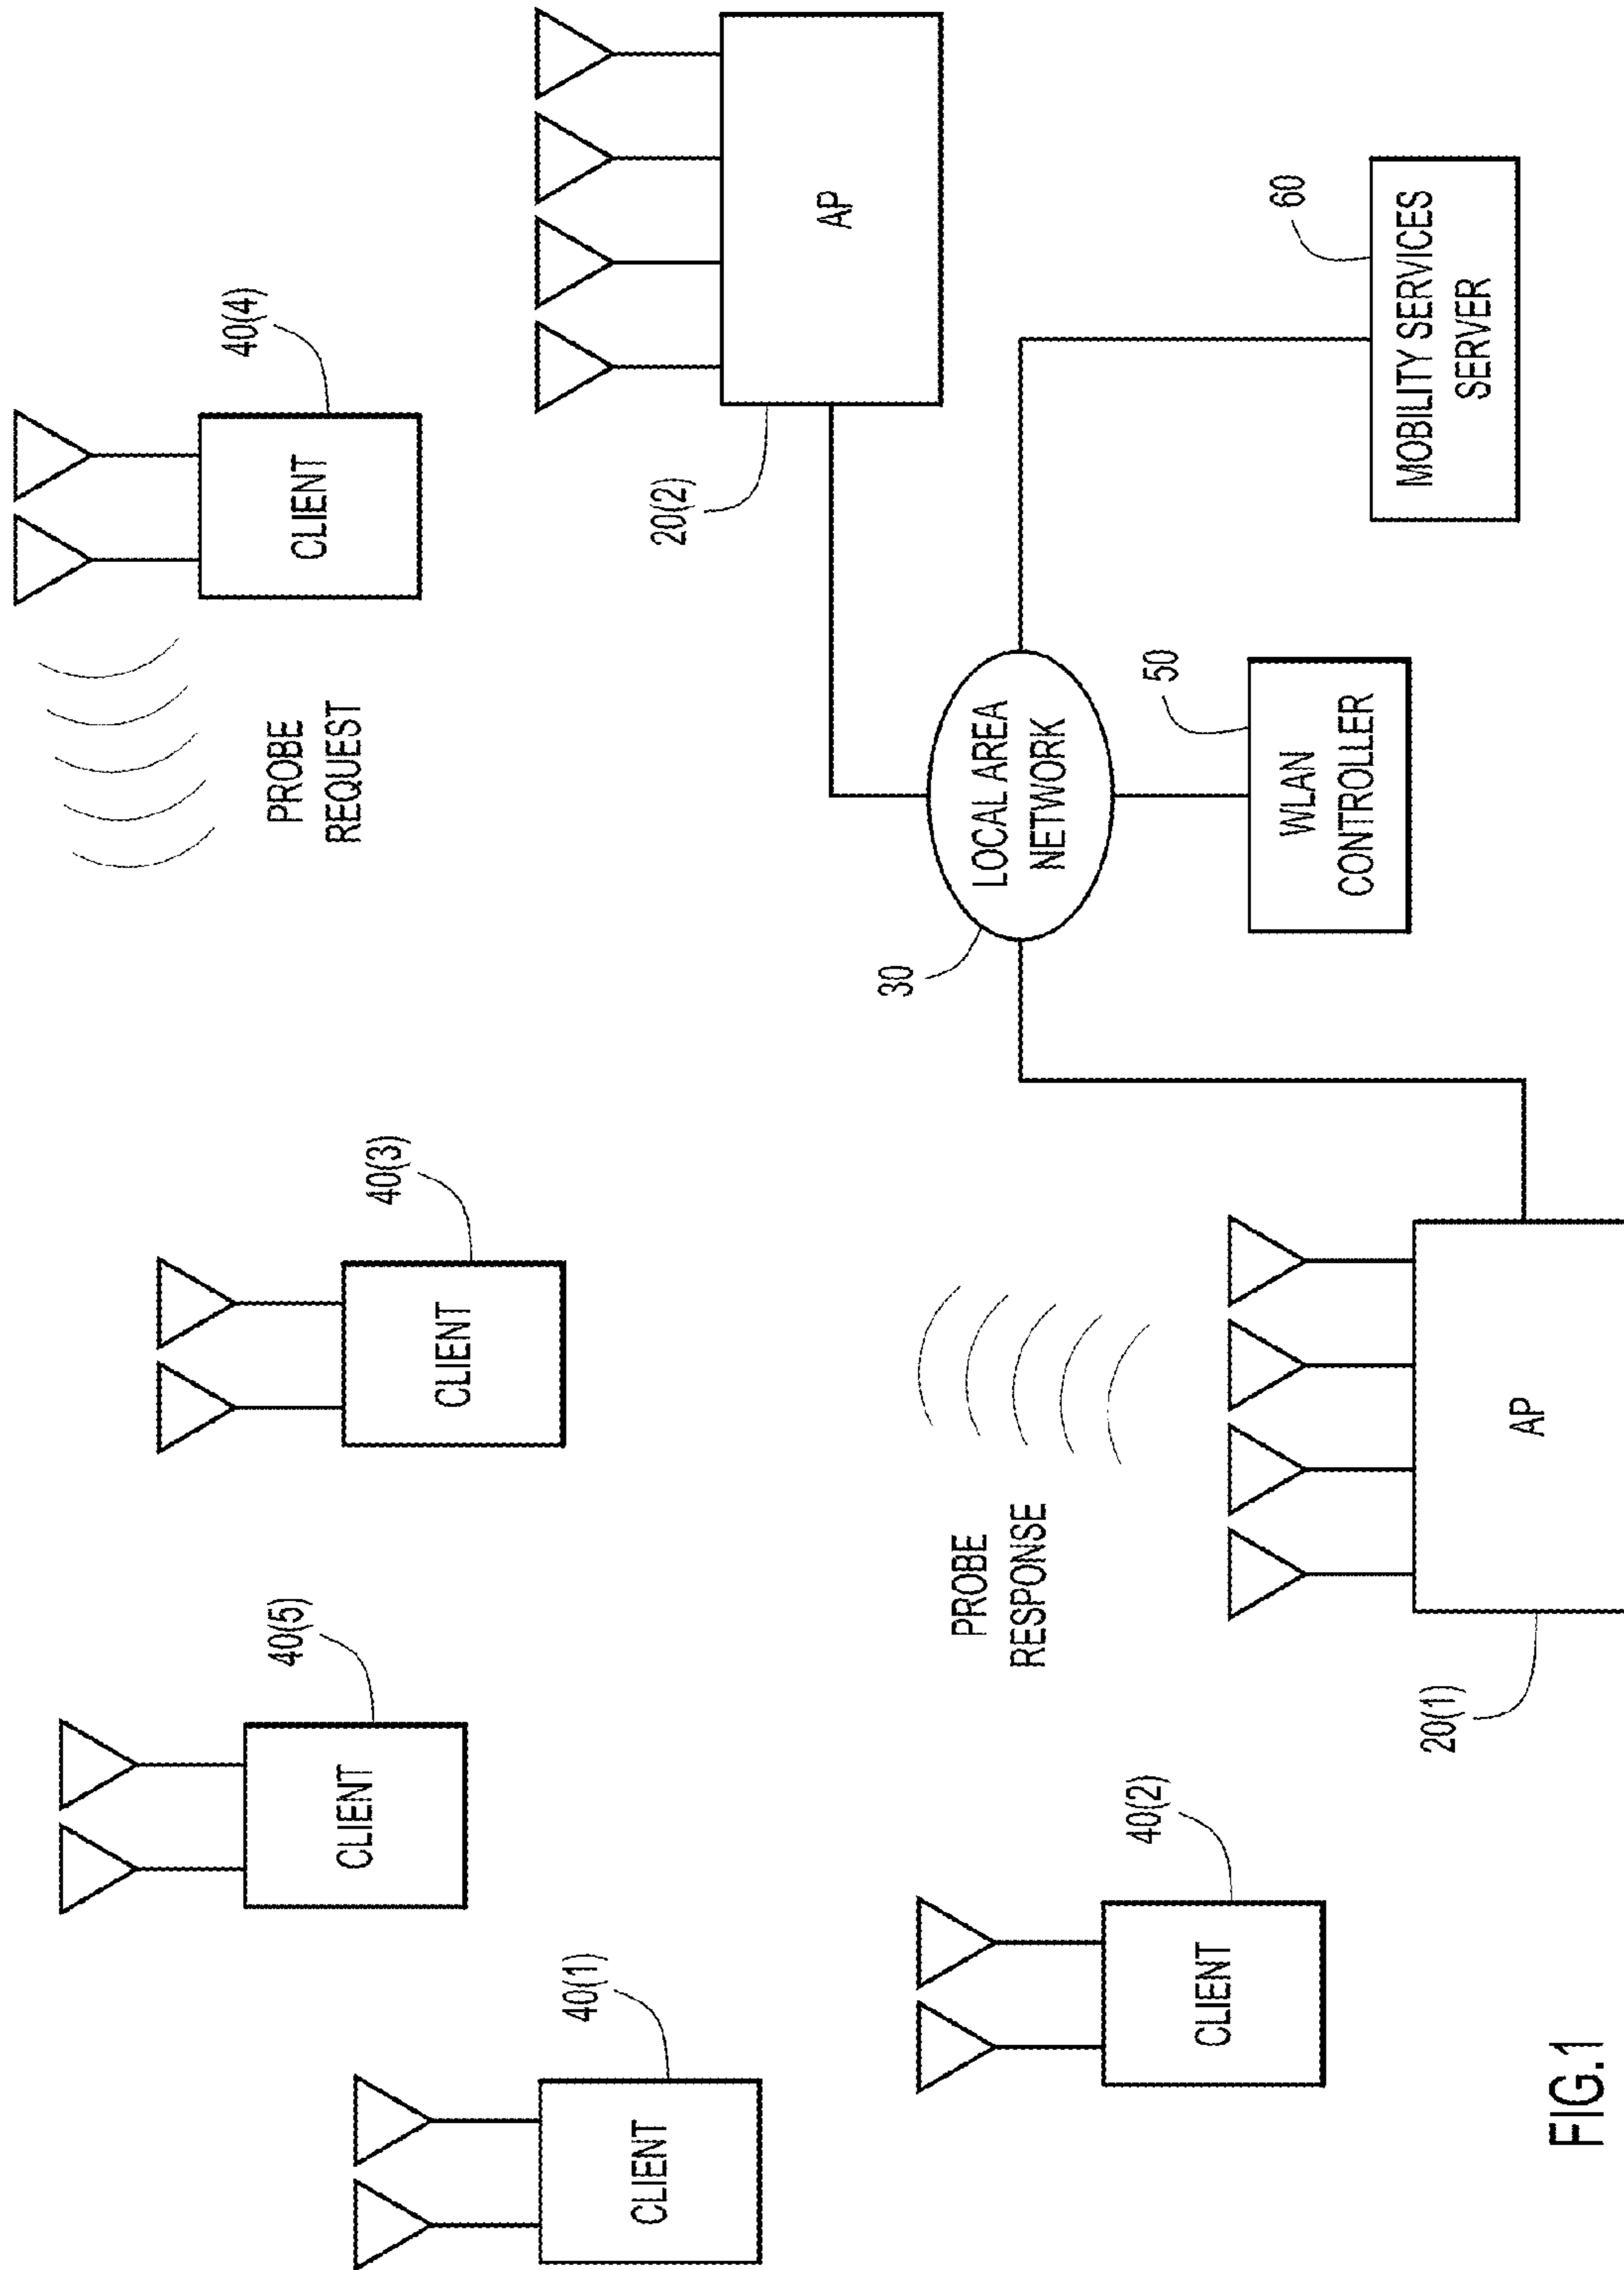 40(1)
CLIENT
40(5)
CLIENT
40(3)
CLIENT
40(4)
CLIENT
PROBE
REQUEST
40(2)
CLIENT
PROBE
RESPONSE
20(1)
AP
20(2)
AP
30
LOCAL AREA
NETWORK
50
WLAN
CONTROLLER
60
MOBILITY SERVICES
SERVER
FIG.1